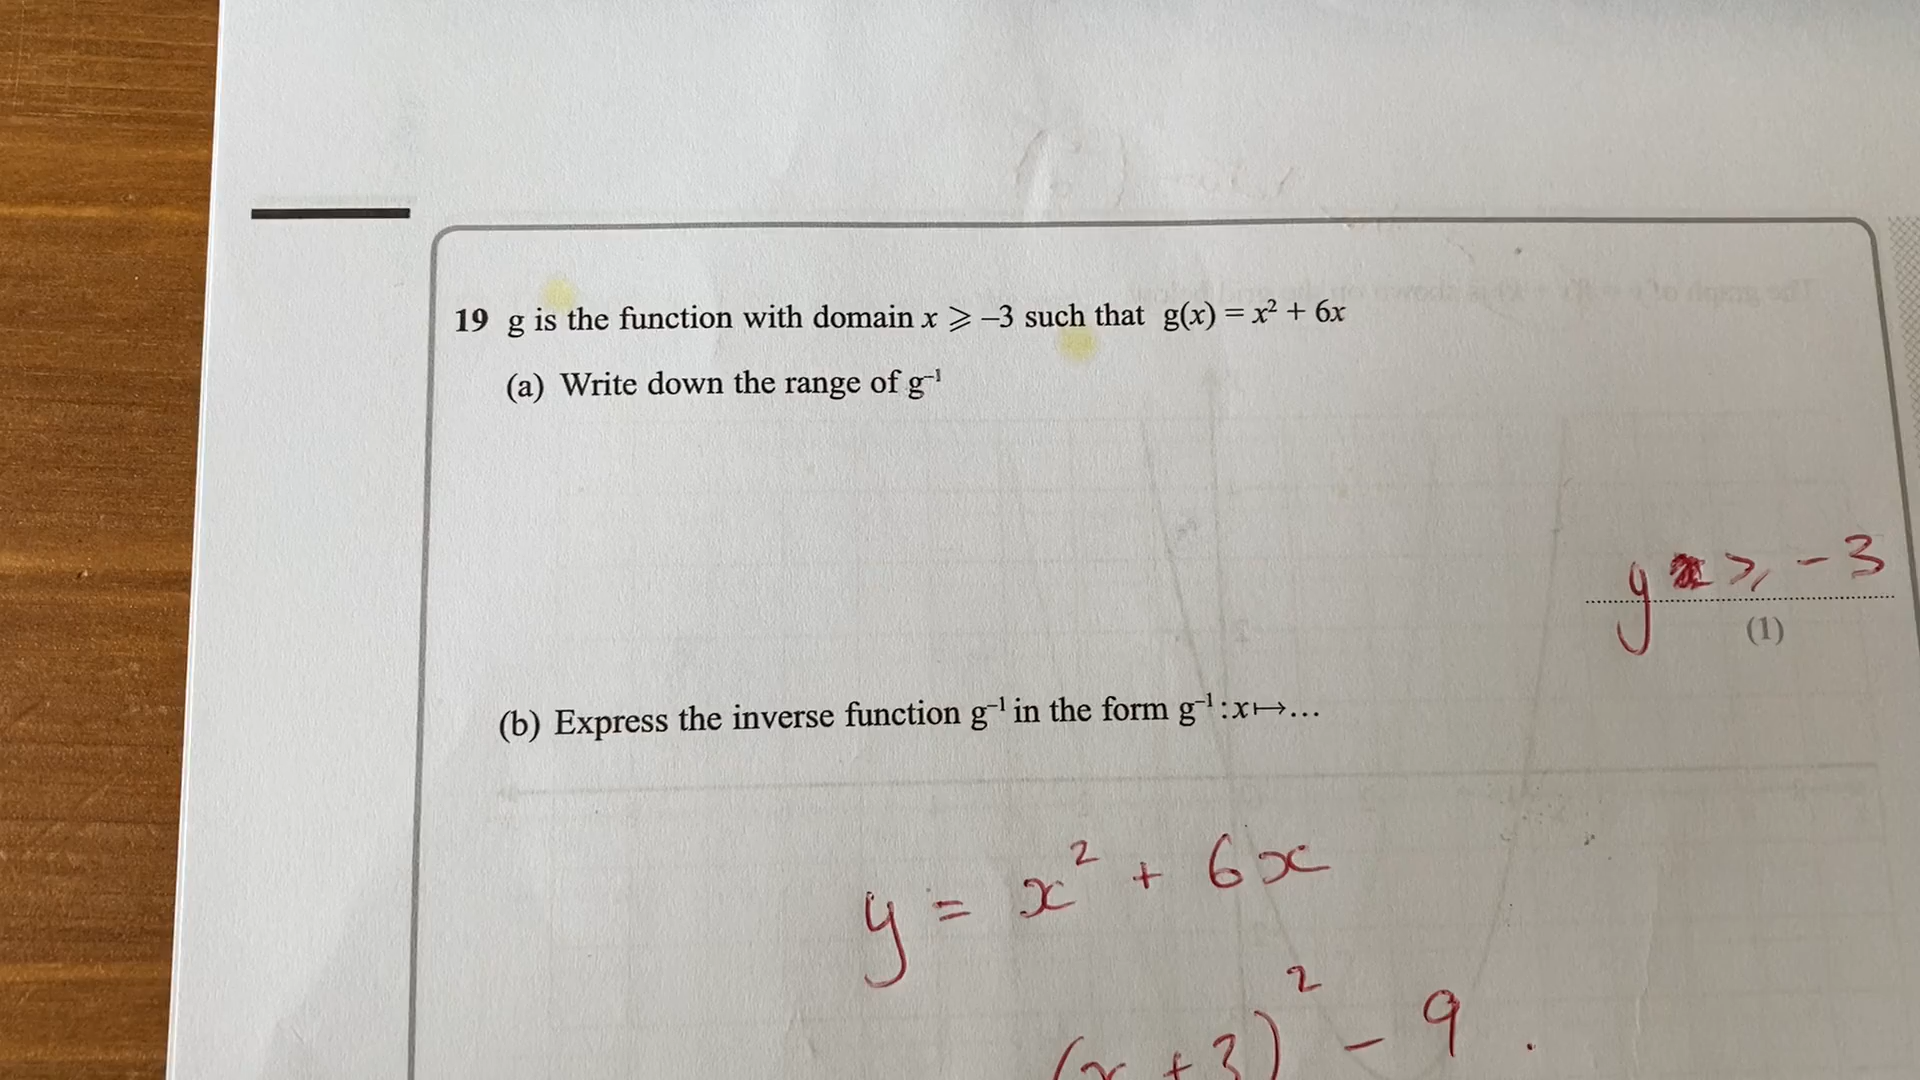 19 g is the function with domain x ⩾ –3 such that g(x) = x² + 6x
(a) Write down the range of g⁻¹
y ⩾ -3
(1)
(b) Express the inverse function g⁻¹ in the form g⁻¹ : x ↦ ...
y = x² + 6x
(x + 3)² - 9 .